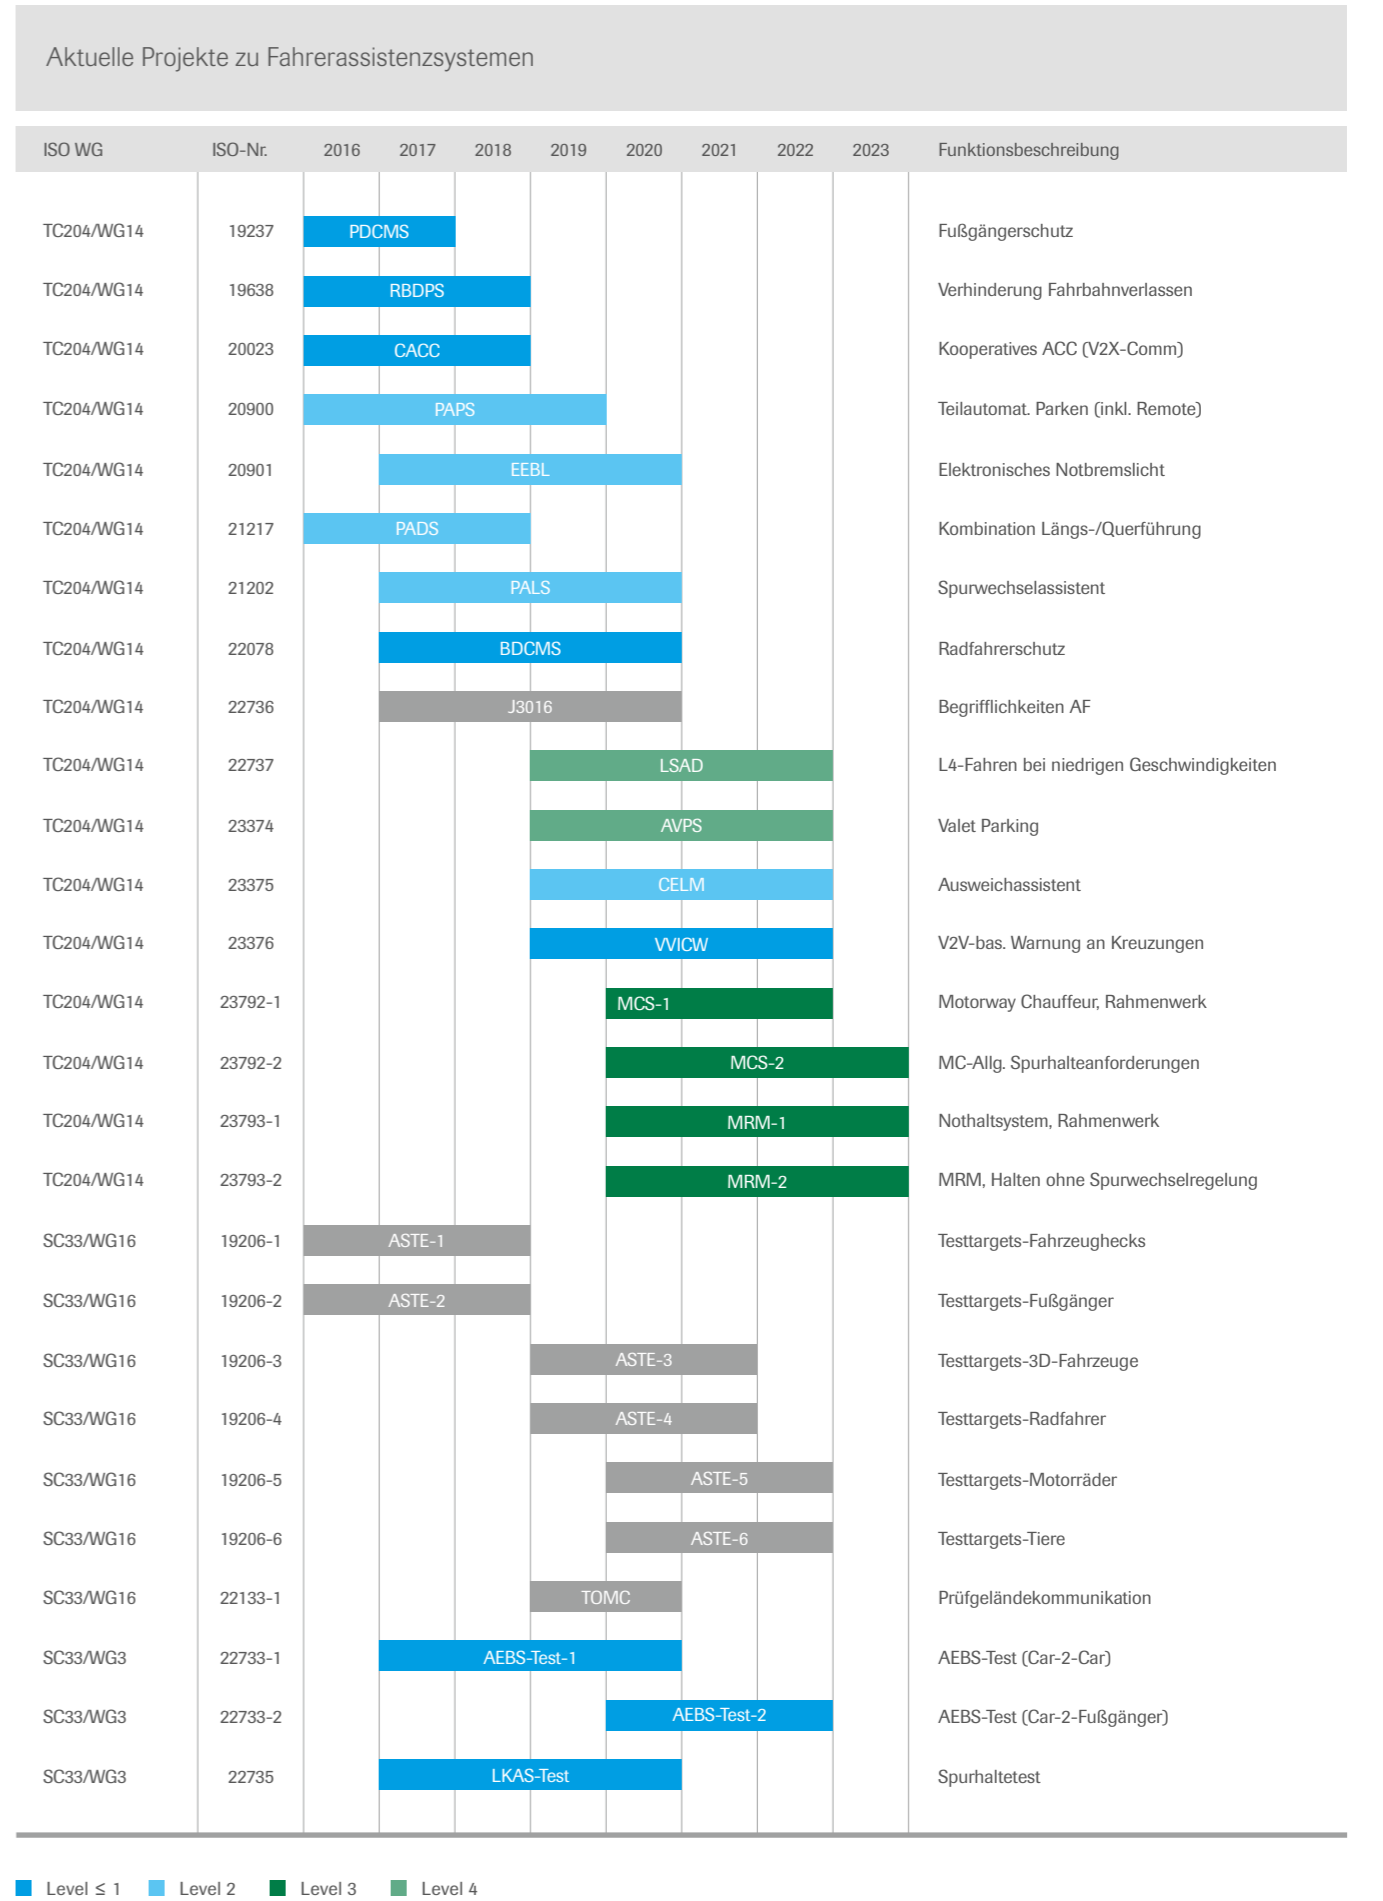 Aktuelle Projekte zu Fahrerassistenzsystemen
ISO WG ISO-Nr. 2016 2017 2018 2019 2020 2021 2022 2023 Funktionsbeschreibung
TC204/WG14 19237 PDCMS Fußgängerschutz
TC204/WG14 19638 RBDPS Verhinderung Fahrbahnverlassen
TC204/WG14 20023 CACC Kooperatives ACC (V2X-Comm)
TC204/WG14 20900 PAPS Teilautomat. Parken (inkl. Remote)
TC204/WG14 20901 EEBL Elektronisches Notbremslicht
TC204/WG14 21217 PADS Kombination Längs-/Querführung
TC204/WG14 21202 PALS Spurwechselassistent
TC204/WG14 22078 BDCMS Radfahrerschutz
TC204/WG14 22736 J3016 Begrifflichkeiten AF
TC204/WG14 22737 LSAD L4-Fahren bei niedrigen Geschwindigkeiten
TC204/WG14 23374 AVPS Valet Parking
TC204/WG14 23375 CELM Ausweichassistent
TC204/WG14 23376 VVICW V2V-bas. Warnung an Kreuzungen
TC204/WG14 23792-1 MCS-1 Motorway Chauffeur, Rahmenwerk
TC204/WG14 23792-2 MCS-2 MC-Allg. Spurhalteanforderungen
TC204/WG14 23793-1 MRM-1 Nothaltsystem, Rahmenwerk
TC204/WG14 23793-2 MRM-2 MRM, Halten ohne Spurwechselregelung
SC33/WG16 19206-1 ASTE-1 Testtargets-Fahrzeughecks
SC33/WG16 19206-2 ASTE-2 Testtargets-Fußgänger
SC33/WG16 19206-3 ASTE-3 Testtargets-3D-Fahrzeuge
SC33/WG16 19206-4 ASTE-4 Testtargets-Radfahrer
SC33/WG16 19206-5 ASTE-5 Testtargets-Motorräder
SC33/WG16 19206-6 ASTE-6 Testtargets-Tiere
SC33/WG16 22133-1 TOMC Prüfgeländekommunikation
SC33/WG3 22733-1 AEBS-Test-1 AEBS-Test (Car-2-Car)
SC33/WG3 22733-2 AEBS-Test-2 AEBS-Test (Car-2-Fußgänger)
SC33/WG3 22735 LKAS-Test Spurhaltetest
Level ≤ 1 Level 2 Level 3 Level 4